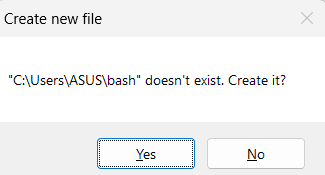 Create new file
"C:\Users\ASUS\bash" doesn't exist. Create it?
Yes
No